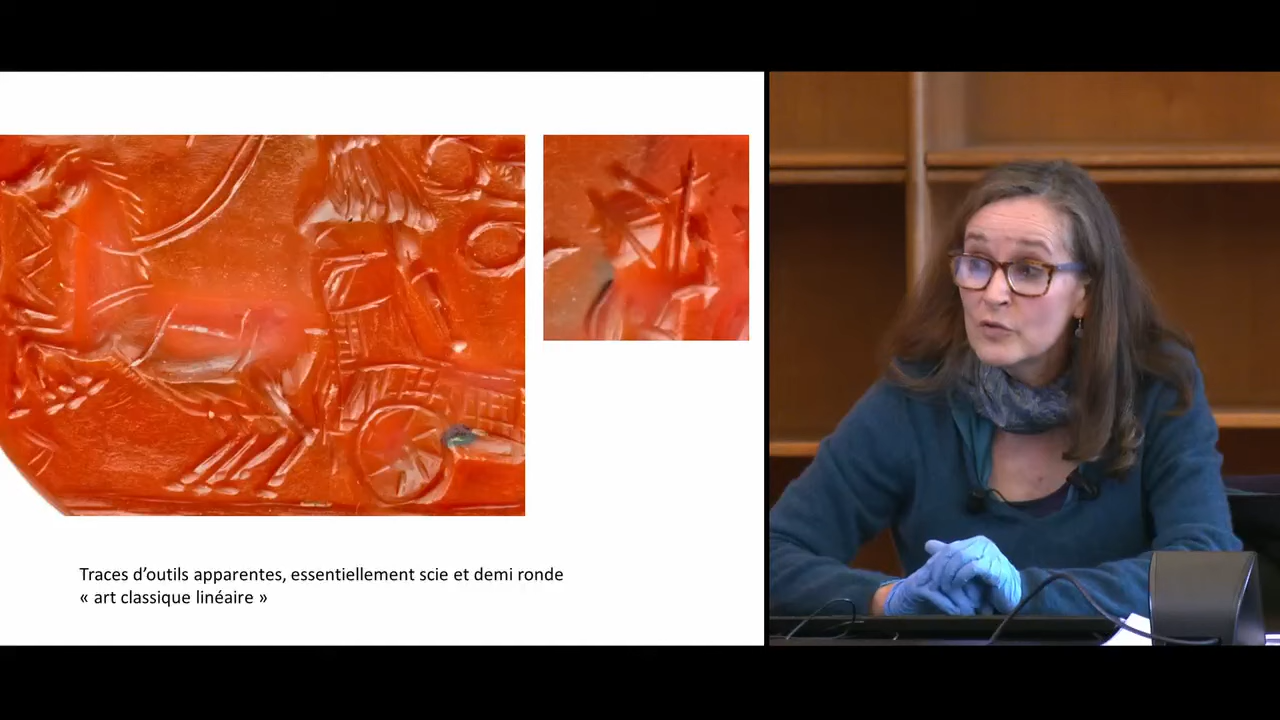 Traces d’outils apparentes, essentiellement scie et demi ronde
« art classique linéaire »